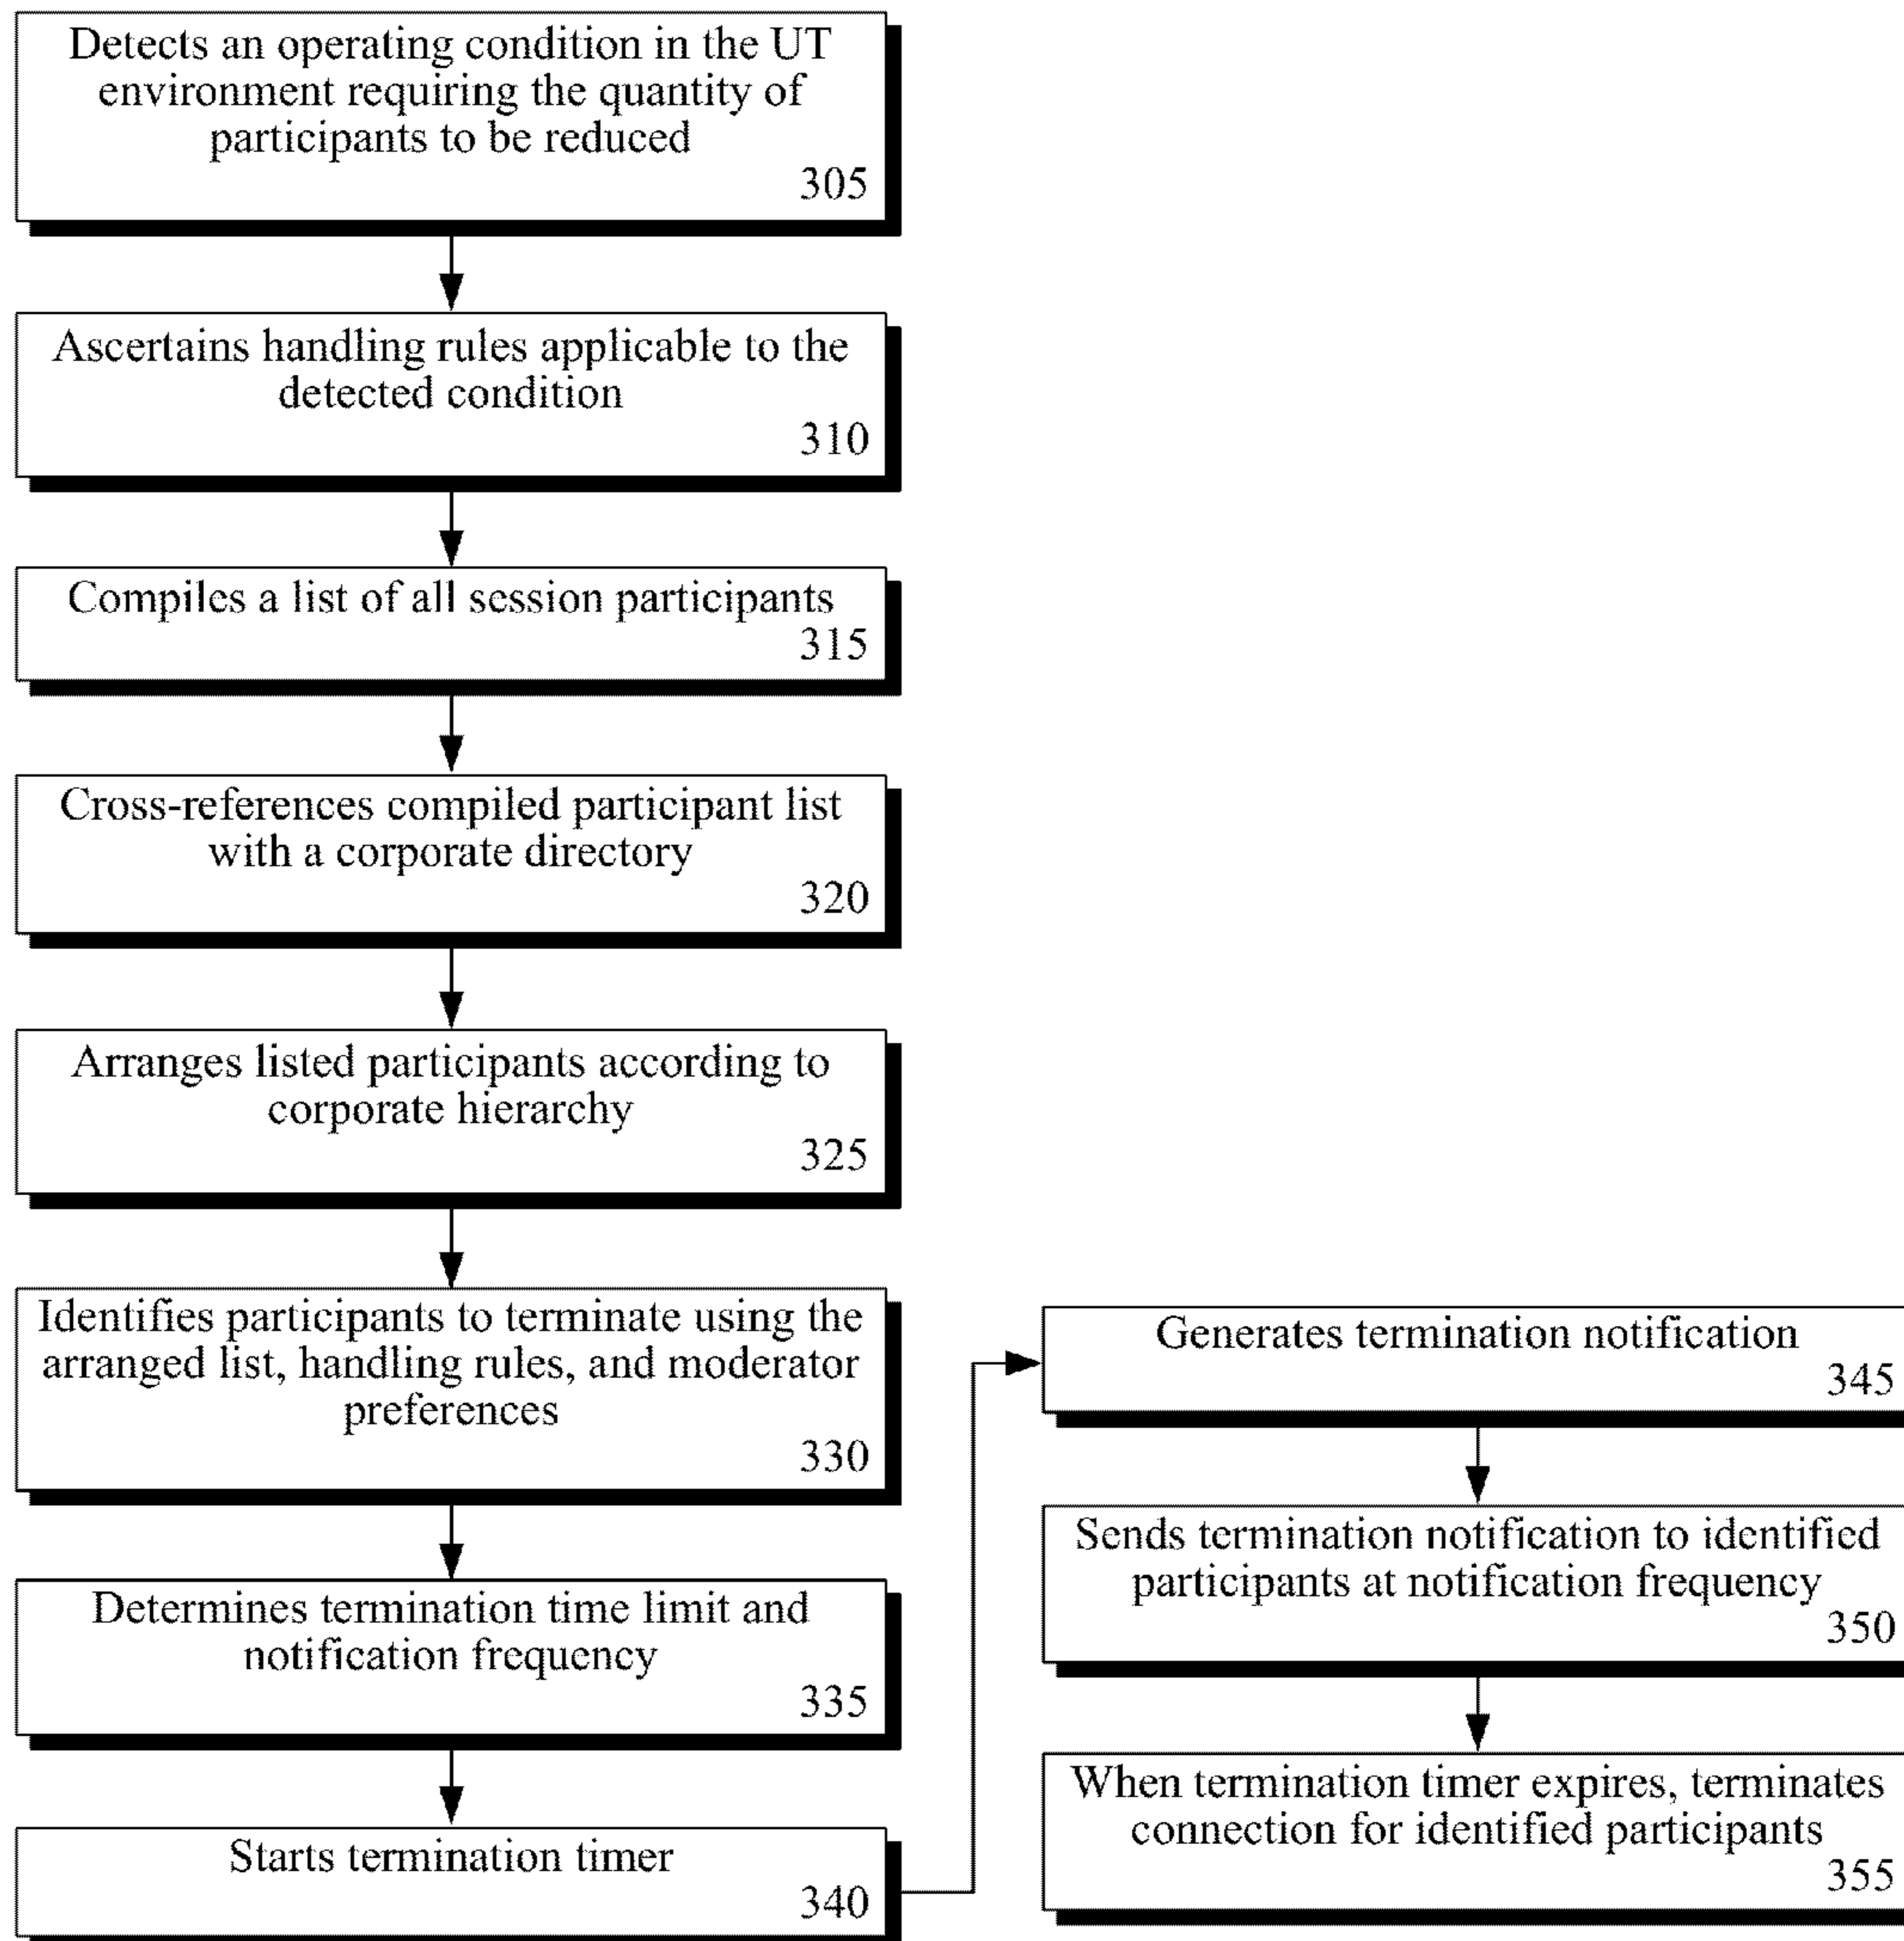 Detects an operating condition in the UT
environment requiring the quantity of
participants to be reduced
305
Ascertains handling rules applicable to the
detected condition
310
Compiles a list of all session participants
315
Cross-references compiled participant list
with a corporate directory
320
Arranges listed participants according to
corporate hierarchy
325
Identifies participants to terminate using the
arranged list, handling rules, and moderator
preferences
330
Determines termination time limit and
notification frequency
335
Starts termination timer
340
Generates termination notification
345
Sends termination notification to identified
participants at notification frequency
350
When termination timer expires, terminates
connection for identified participants
355